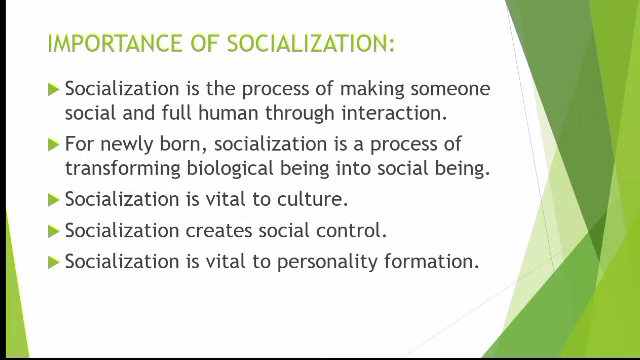 IMPORTANCE OF SOCIALIZATION:
Socialization is the process of making someone
social and full human through interaction.
For newly born, socialization is a process of
transforming biological being into social being.
Socialization is vital to culture.
Socialization creates social control.
Socialization is vital to personality formation.